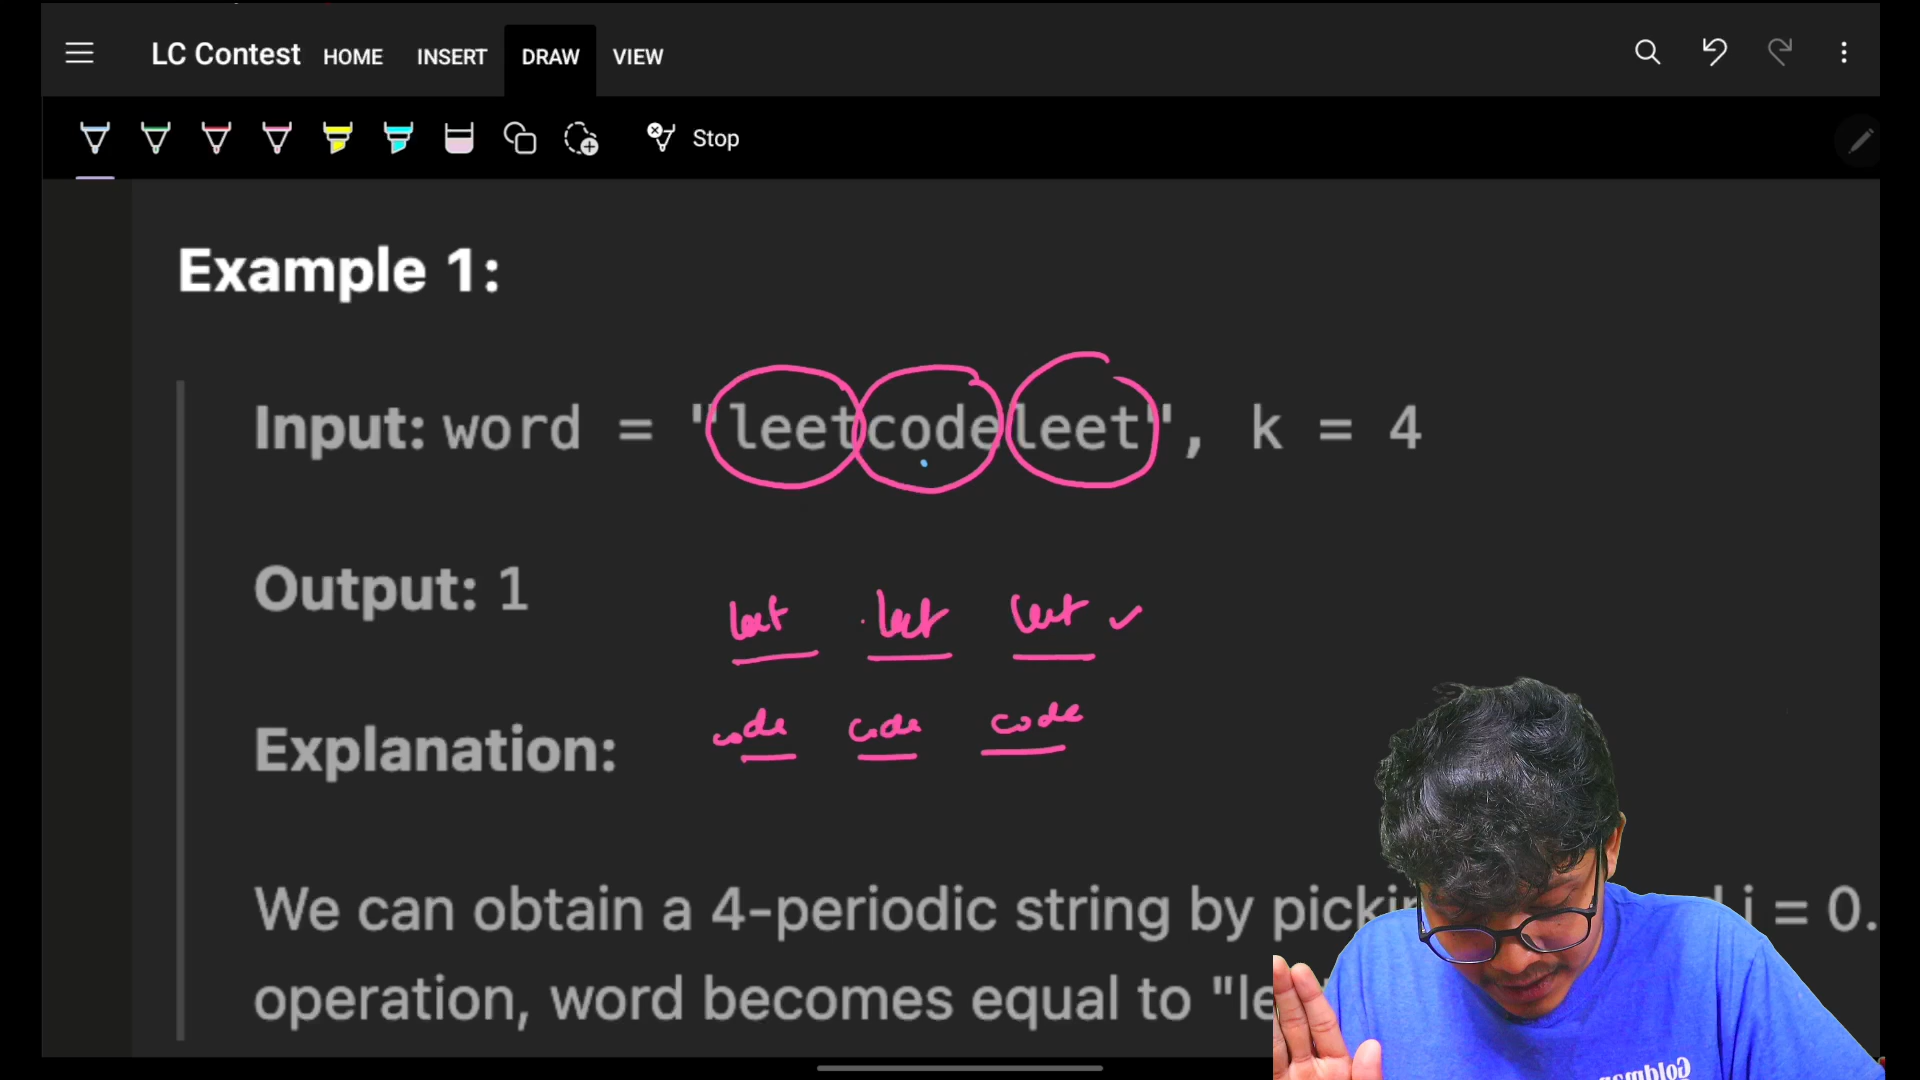 LC Contest HOME INSERT DRAW VIEW
Stop
Example 1:
Input: word = "leetcodeleet", k = 4
Output: 1
leet leet leet ✓
code code code
Explanation:
We can obtain a 4-periodic string by i = 0.
operation, word becomes equal to "le